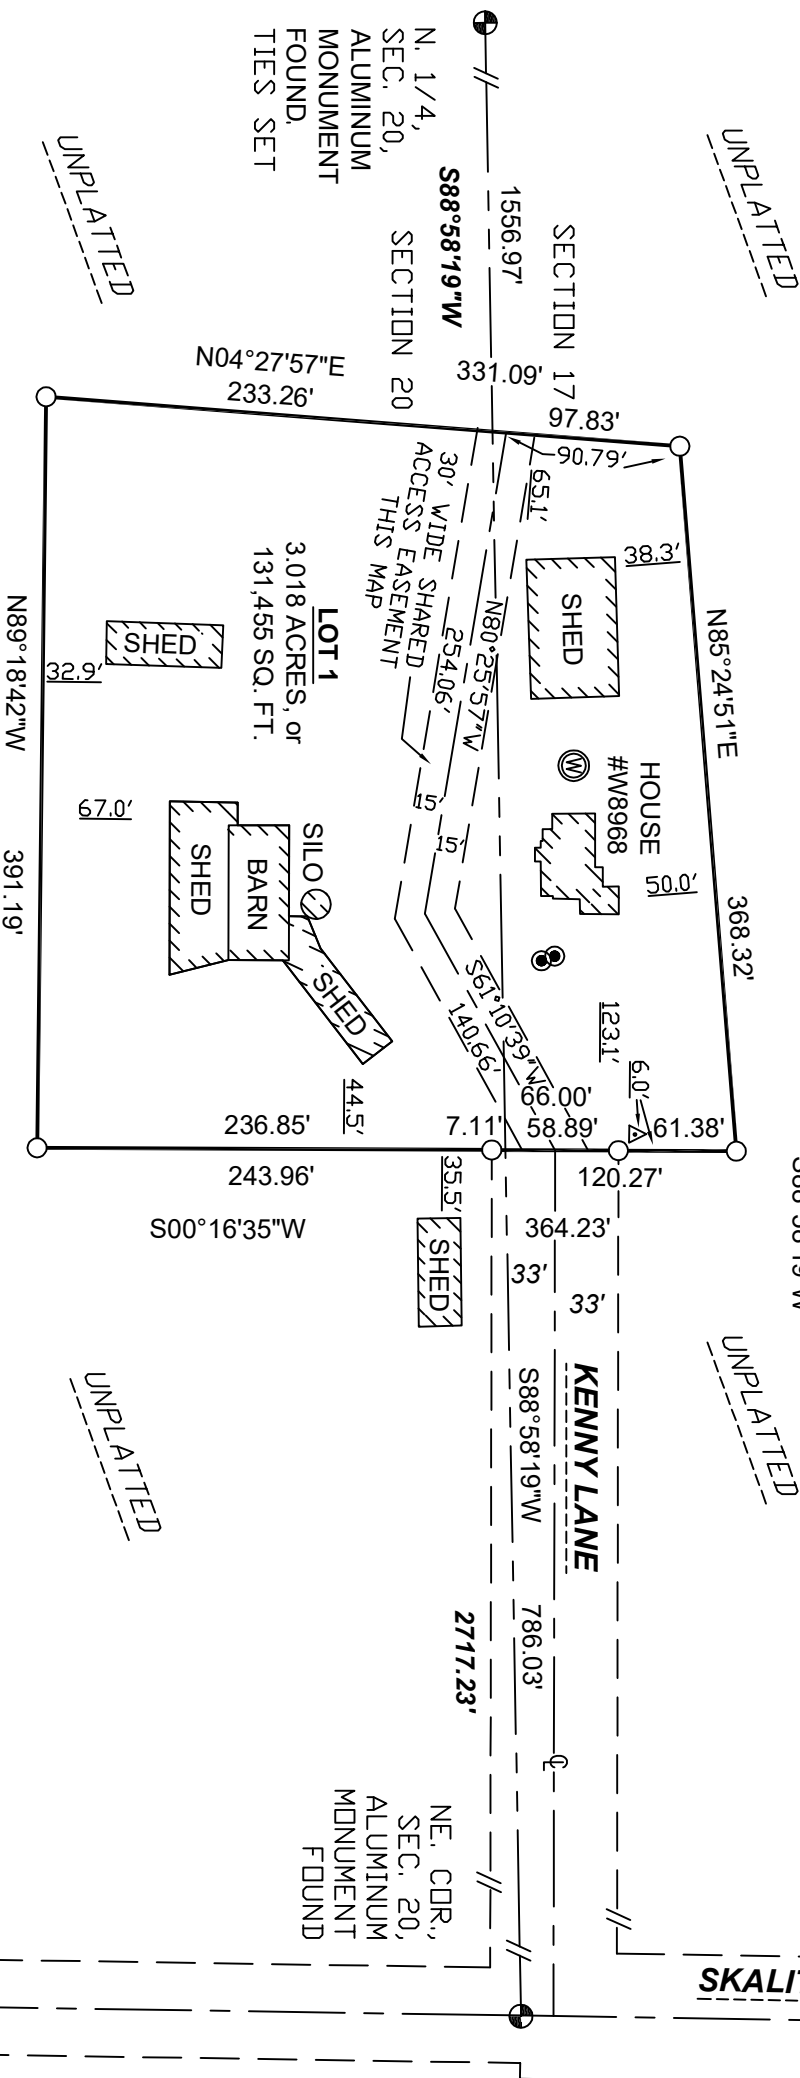 UNPLATTED
UNPLATTED
N. 1/4,
SEC. 20,
ALUMINUM
MONUMENT
FOUND.
TIES SET
1556.97'
S88°58'19"W
SECTION 17
SECTION 20
N04°27'57"E
233.26'
331.09'
97.83'
90.79'
65.1'
38.3'
N85°24'51"E
368.32'
30' WIDE SHARED
ACCESS EASEMENT
THIS MAP
N80°25'57"W
254.06'
15'
15'
SHED
W
HOUSE
#W8968
50.0'
LOT 1
3.018 ACRES, or
131,455 SQ. FT.
SHED
32.9'
67.0'
SILO
BARN
SHED
SHED
S61°10'39"W
140.66'
123.1'
6.0'
44.5'
N89°18'42"W
391.19'
236.85'
7.11'
66.00'
58.89'
61.38'
243.96'
35.5'
120.27'
S00°16'35"W
364.23'
SHED
33'
33'
KENNY LANE
S88°58'19"W
786.03'
2717.23'
UNPLATTED
UNPLATTED
NE. COR.,
SEC. 20,
ALUMINUM
MONUMENT
FOUND
SKALIT